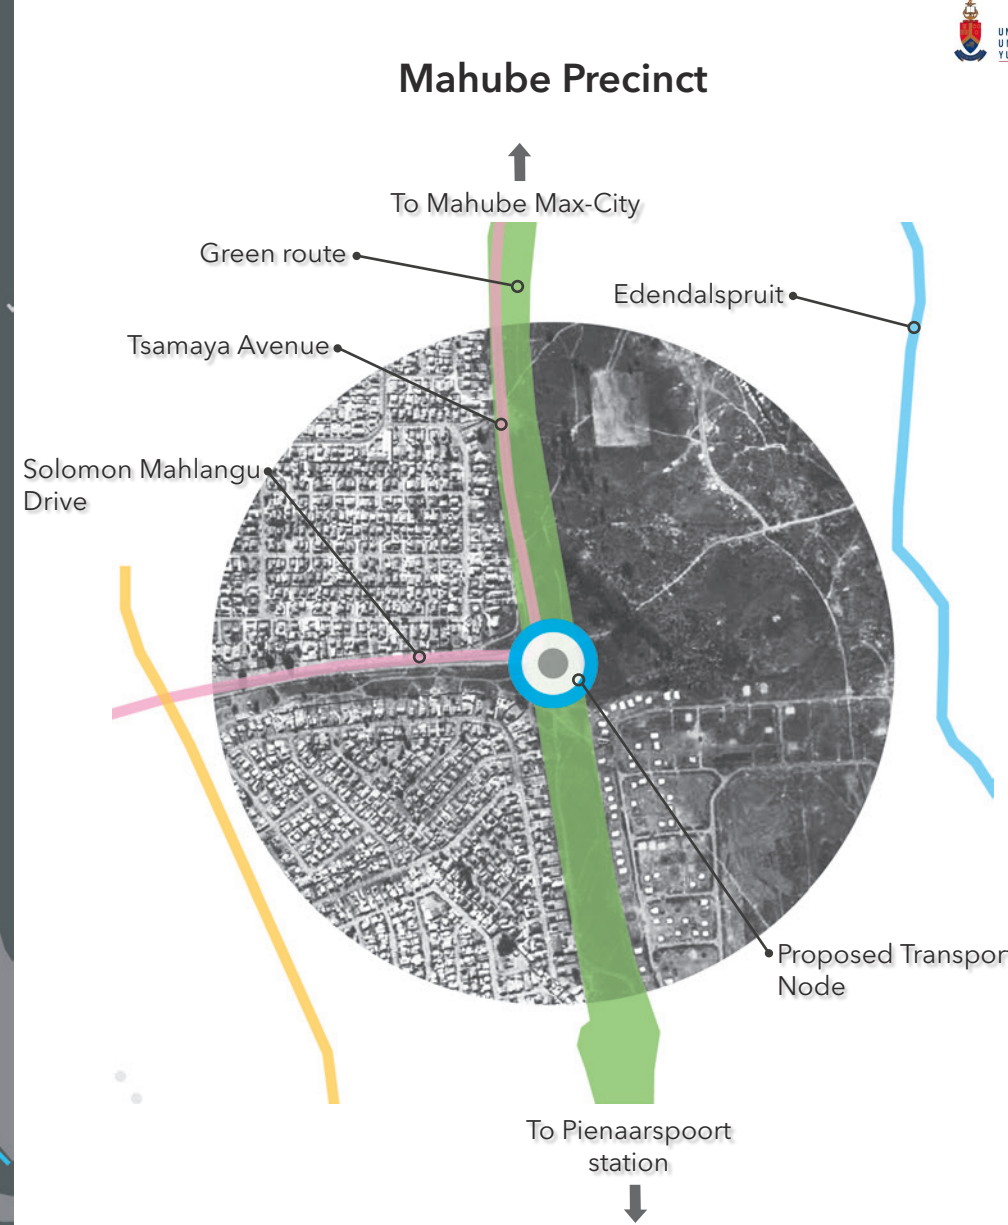 Mahube Precinct
To Mahube Max-City
Green route
Edendalspruit
Tsamaya Avenue
Solomon Mahlangu
Drive
Proposed Transpor
Node
To Pienaarspoort
station